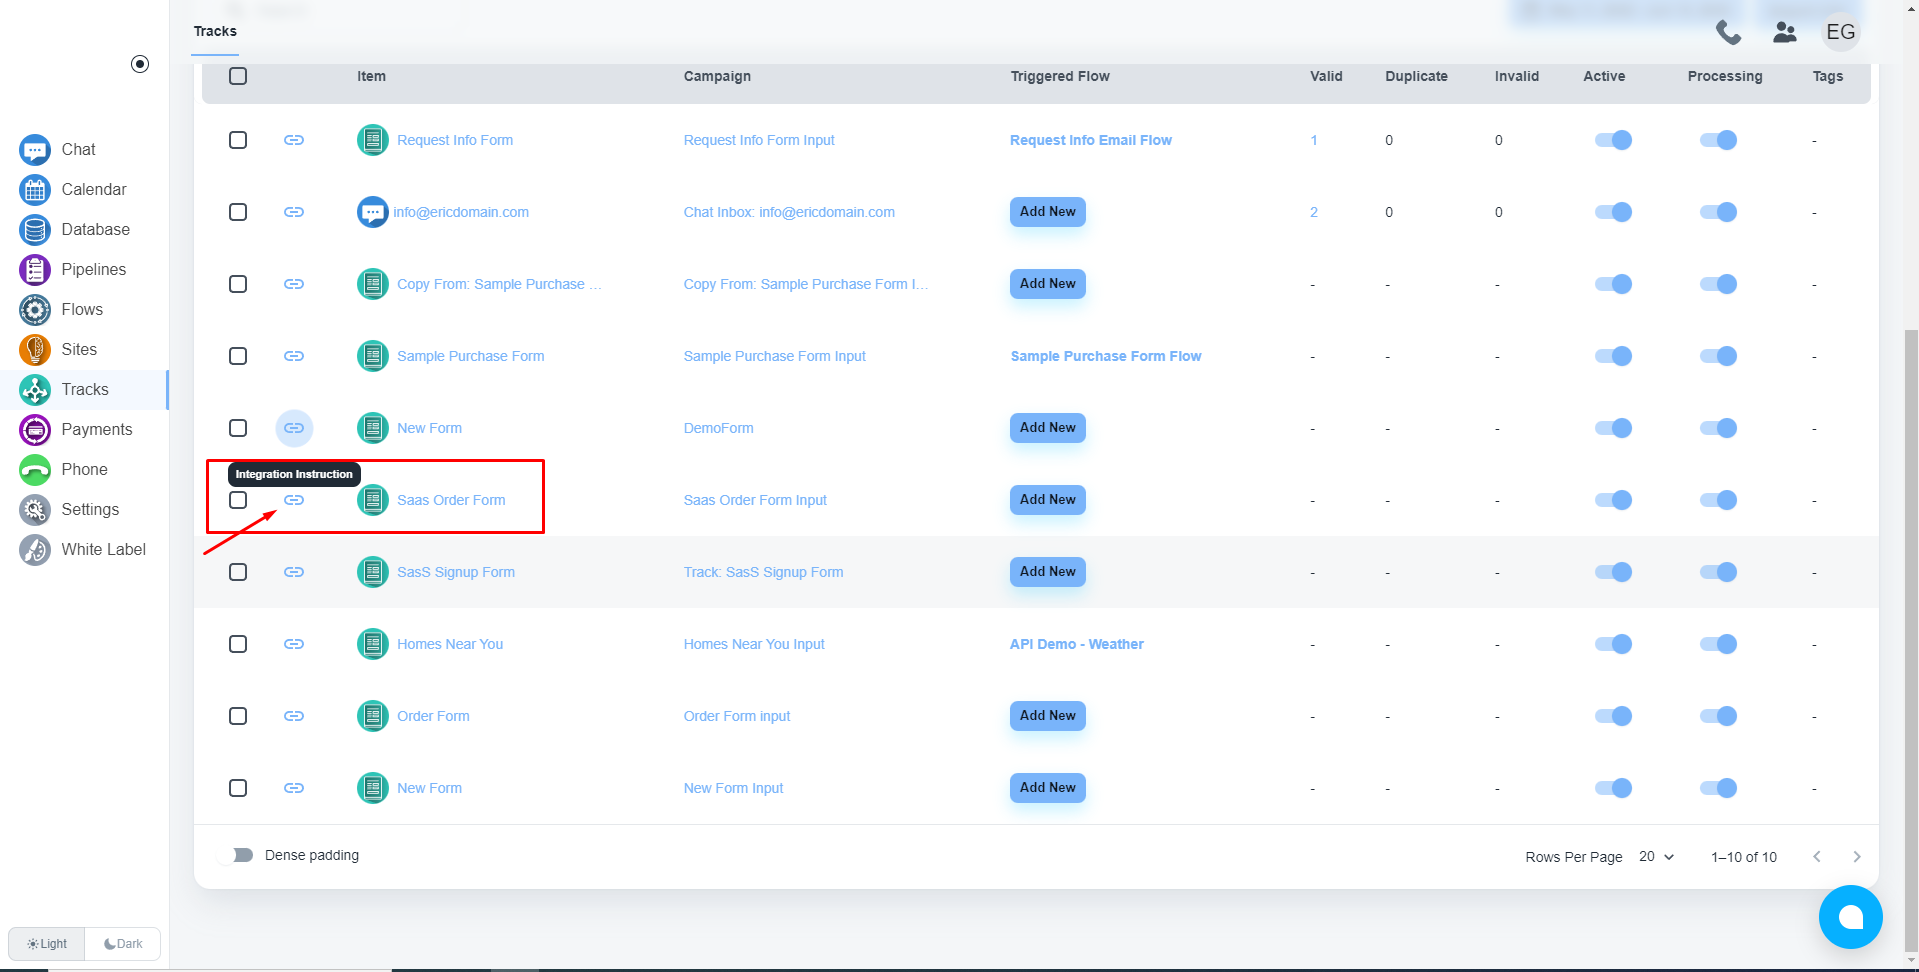 Tracks
EG
Item Campaign Triggered Flow Valid Duplicate Invalid Active Processing Tags
Chat
Calendar
Database
Pipelines
Flows
Sites
Tracks
Payments
Phone
Settings
White Label
Request Info Form Request Info Form Input Request Info Email Flow 1 0 0 -
info@ericdomain.com Chat Inbox: info@ericdomain.com Add New 2 0 0 -
Copy From: Sample Purchase ... Copy From: Sample Purchase Form I... Add New - - - -
Sample Purchase Form Sample Purchase Form Input Sample Purchase Form Flow - - - -
New Form DemoForm Add New - - - -
Integration Instruction
Saas Order Form Saas Order Form Input Add New - - - -
SasS Signup Form Track: SasS Signup Form Add New - - - -
Homes Near You Homes Near You Input API Demo - Weather - - - -
Order Form Order Form input Add New - - - -
New Form New Form Input Add New - - - -
Dense padding Rows Per Page 20 1–10 of 10
Light Dark